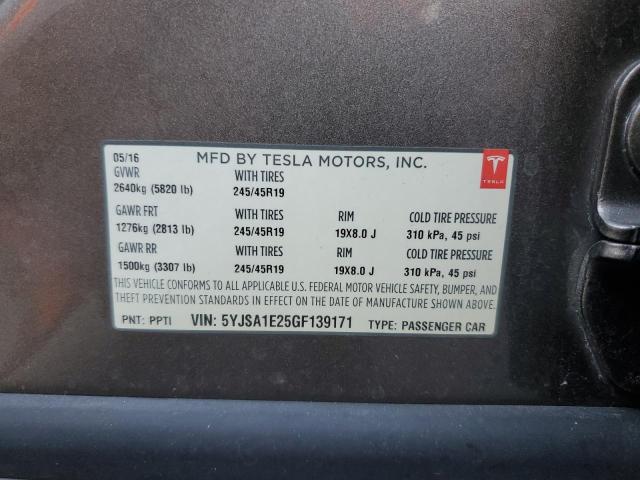 05/16 MFD BY TESLA MOTORS, INC.
GVWR WITH TIRES
2640kg (5820 lb) 245/45R19
GAWR FRT WITH TIRES RIM COLD TIRE PRESSURE
1276kg (2813 lb) 245/45R19 19X8.0 J 310 kPa, 45 psi
GAWR RR WITH TIRES RIM COLD TIRE PRESSURE
1500kg (3307 lb) 245/45R19 19X8.0 J 310 kPa, 45 psi
THIS VEHICLE CONFORMS TO ALL APPLICABLE U.S. FEDERAL MOTOR VEHICLE SAFETY, BUMPER, AND
THEFT PREVENTION STANDARDS IN EFFECT ON THE DATE OF MANUFACTURE SHOWN ABOVE.
PNT: PPTI VIN: 5YJSA1E25GF139171 TYPE: PASSENGER CAR
TESLA